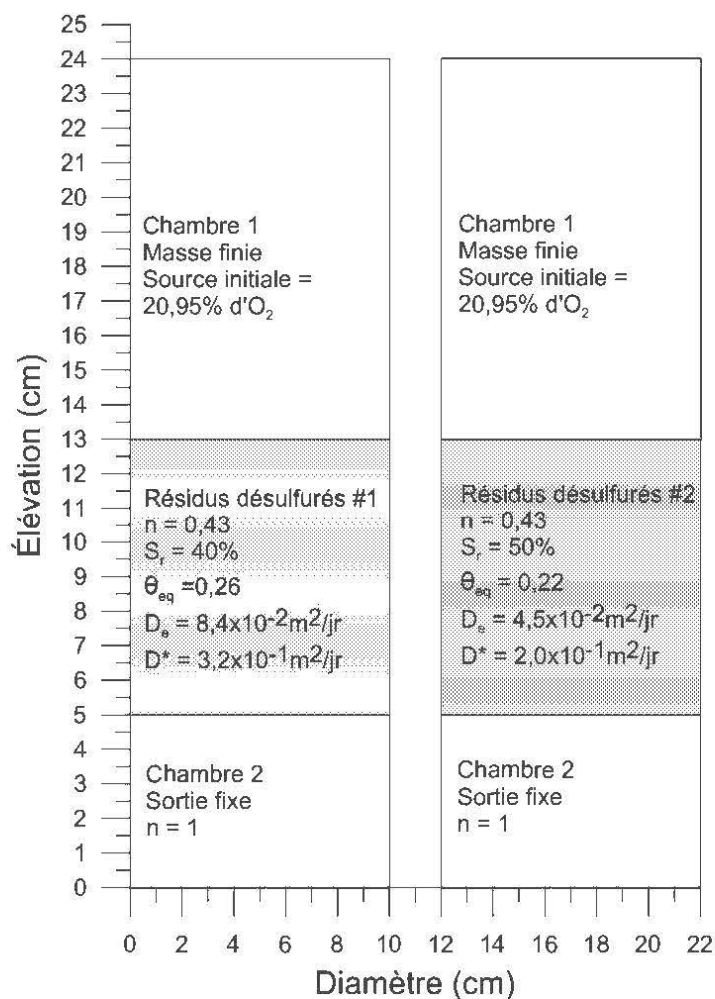 25
24
23
22
21
20
19
18
17
16
15
14
13
12
11
10
9
8
7
6
5
4
3
2
1
0
Élévation (cm)
Chambre 1
Masse finie
Source initiale =
20,95% d'O₂
Résidus désulfurés #1
n = 0,43
Sᵣ = 40%
θeq =0,26
Dₑ = 8,4x10⁻²m²/jr
D* = 3,2x10⁻¹m²/jr
Chambre 2
Sortie fixe
n = 1
Chambre 1
Masse finie
Source initiale =
20,95% d'O₂
Résidus désulfurés #2
n = 0,43
Sᵣ = 50%
θeq = 0,22
Dₑ = 4,5x10⁻²m²/jr
D* = 2,0x10⁻¹m²/jr
Chambre 2
Sortie fixe
n = 1
0 2 4 6 8 10 12 14 16 18 20 22
Diamètre (cm)